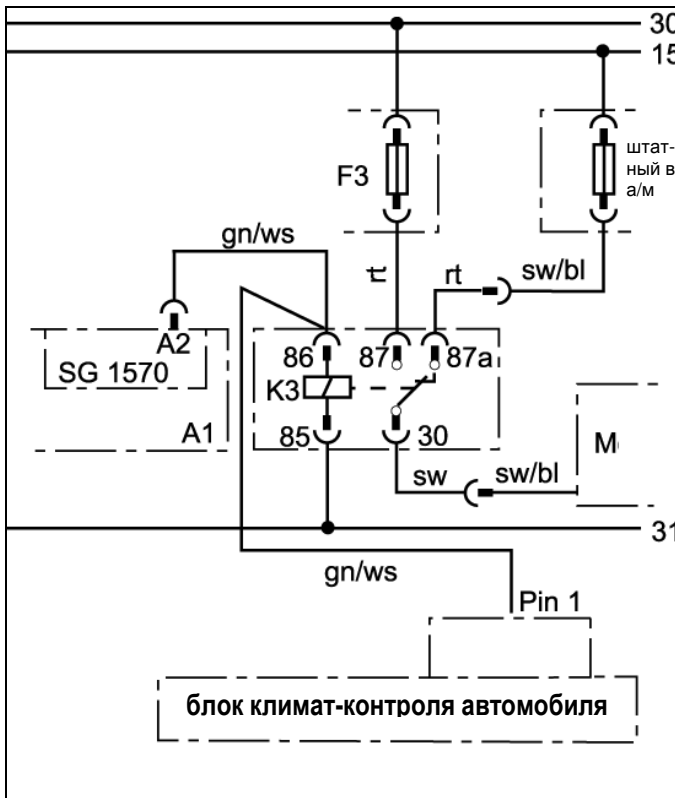 30
15
F3
штат-
ный в
а/м
gn/ws
rt
rt
sw/bl
A2
SG 1570
A1
86
87
87a
K3
85
30
sw
sw/bl
M
31
gn/ws
Pin 1
блок климат-контроля автомобиля